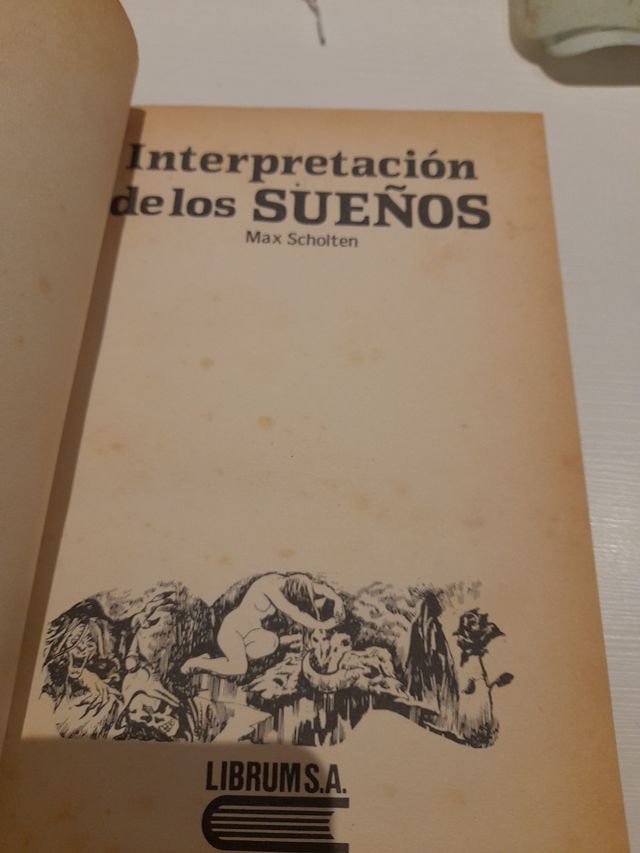 Interpretación
de los SUEÑOS
Max Scholten
LIBRUM S.A.